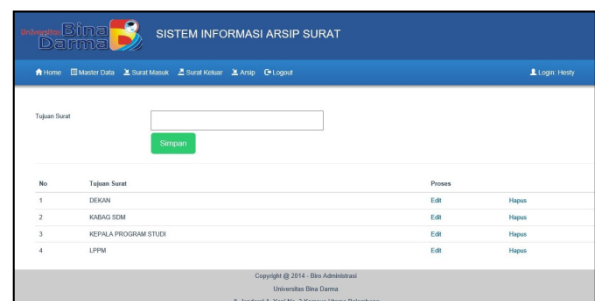 Universitas Bina Darma
SISTEM INFORMASI ARSIP SURAT
Home Master Data Surat Masuk Surat Keluar Arsip Logout Login: Hesty
Tujuan Surat
Simpan
No Tujuan Surat Proses
1 DEKAN Edit Hapus
2 KABAG SDM Edit Hapus
3 KEPALA PROGRAM STUDI Edit Hapus
4 LPPM Edit Hapus
Copyright @ 2014 - Biro Administrasi
Universitas Bina Darma